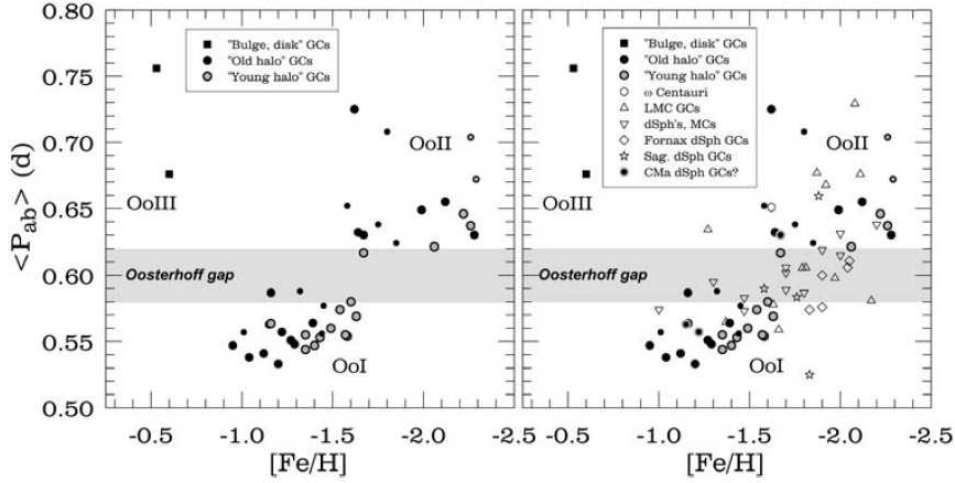 <P_ab> (d)
0.80
0.75
0.70
0.65
0.60
0.55
0.50
"Bulge, disk" GCs
"Old halo" GCs
"Young halo" GCs
OoII
OoIII
Oosterhoff gap
OoI
-0.5 -1.0 -1.5 -2.0 -2.5
[Fe/H]
"Bulge, disk" GCs
"Old halo" GCs
"Young halo" GCs
ω Centauri
LMC GCs
dSph's, MCs
Fornax dSph GCs
Sag. dSph GCs
CMa dSph GCs?
OoII
OoIII
Oosterhoff gap
OoI
-0.5 -1.0 -1.5 -2.0 -2.5
[Fe/H]